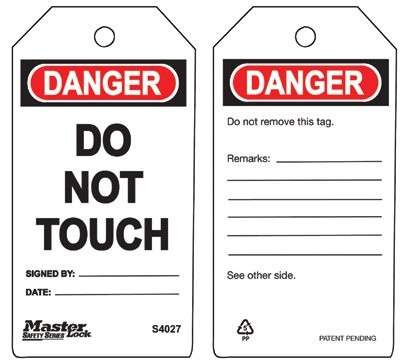 DANGER
DO
NOT
TOUCH
SIGNED BY:
DATE:
Master Lock
SAFETY SERIES
S4027
DANGER
Do not remove this tag.
Remarks:
See other side.
5
PP
PATENT PENDING